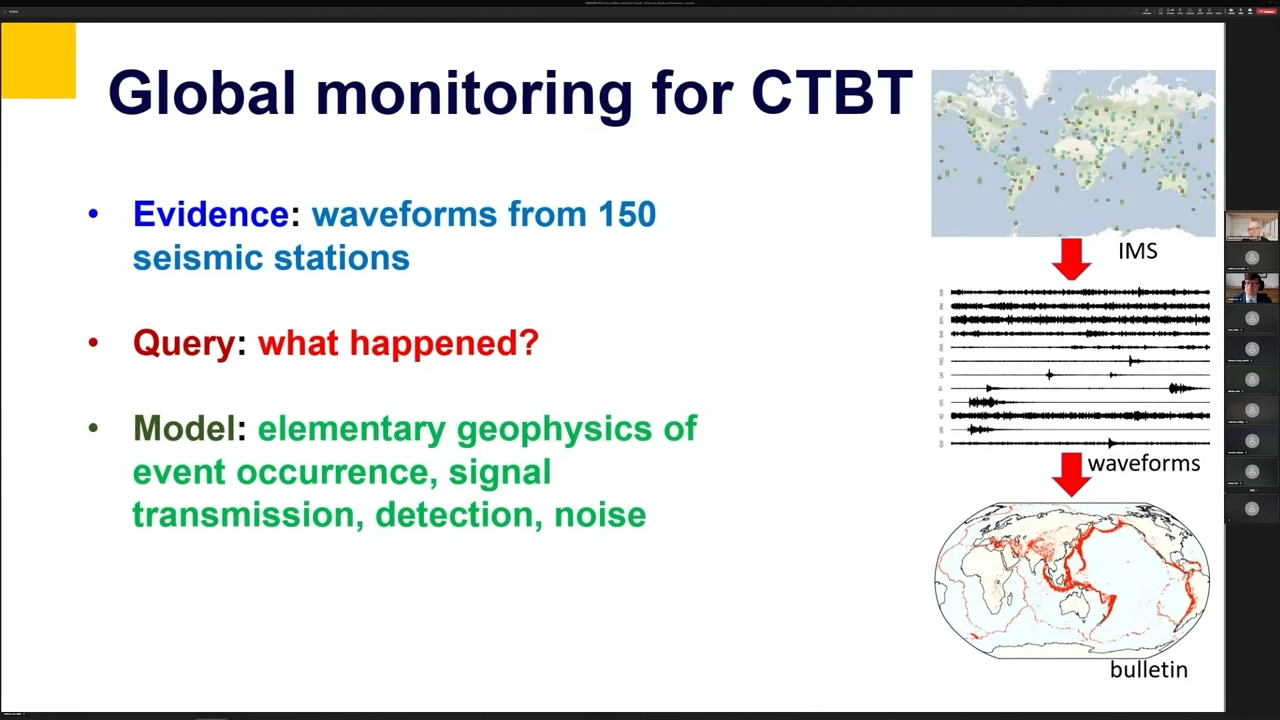 Global monitoring for CTBT
• Evidence: waveforms from 150
seismic stations
• Query: what happened?
• Model: elementary geophysics of
event occurrence, signal
transmission, detection, noise
IMS
waveforms
bulletin